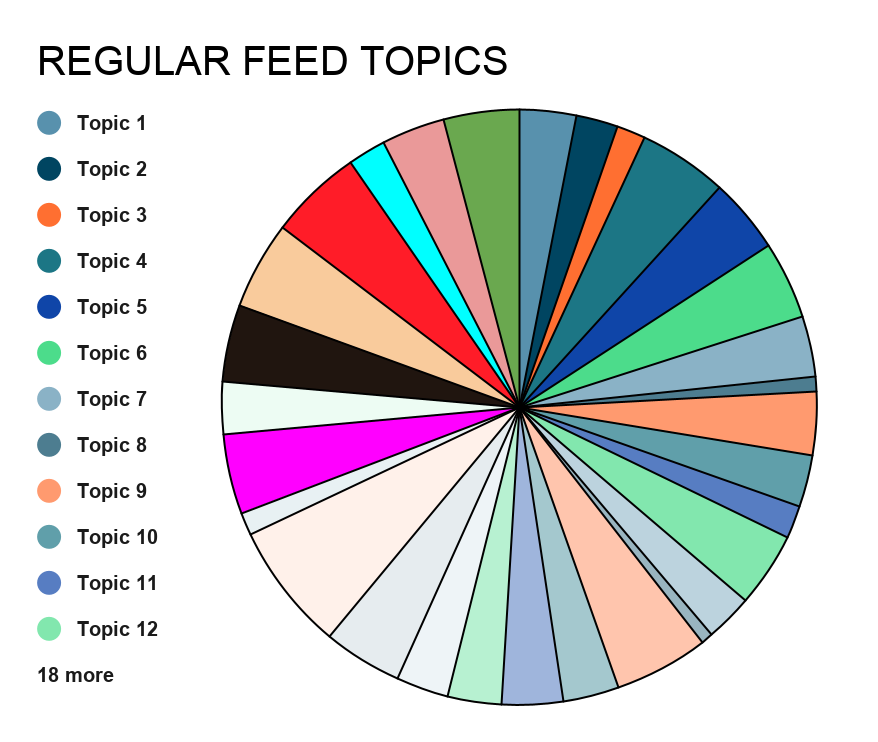 REGULAR FEED TOPICS
Topic 1
Topic 2
Topic 3
Topic 4
Topic 5
Topic 6
Topic 7
Topic 8
Topic 9
Topic 10
Topic 11
Topic 12
18 more